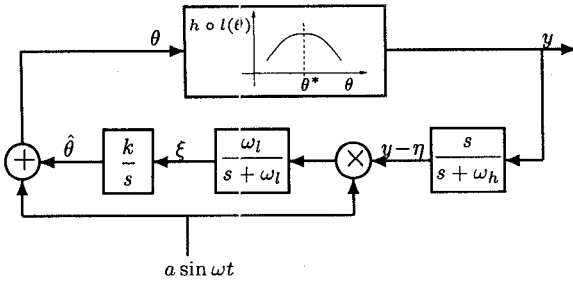 h ∘ l(θ)
θ
y
θ*
θ
θ̂
k
s
ξ
ω_l
s + ω_l
y − η
s
s + ω_h
+
×
a sin ωt